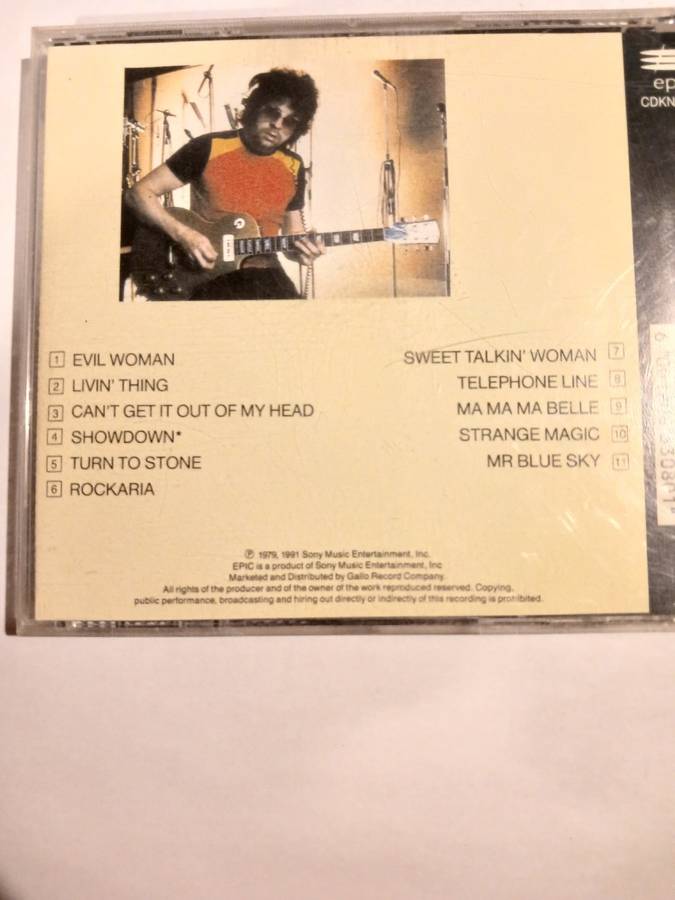 ep
CDKN
1 EVIL WOMAN
2 LIVIN' THING
3 CAN'T GET IT OUT OF MY HEAD
4 SHOWDOWN*
5 TURN TO STONE
6 ROCKARIA
SWEET TALKIN' WOMAN 7
TELEPHONE LINE 8
MA MA MA BELLE 9
STRANGE MAGIC 10
MR BLUE SKY 11
℗ 1979, 1991 Sony Music Entertainment, Inc.
EPIC is a product of Sony Music Entertainment, Inc
Marketed and Distributed by Gallo Record Company.
All rights of the producer and of the owner of the work reproduced reserved. Copying,
public performance, broadcasting and hiring out directly or indirectly of this recording is prohibited.